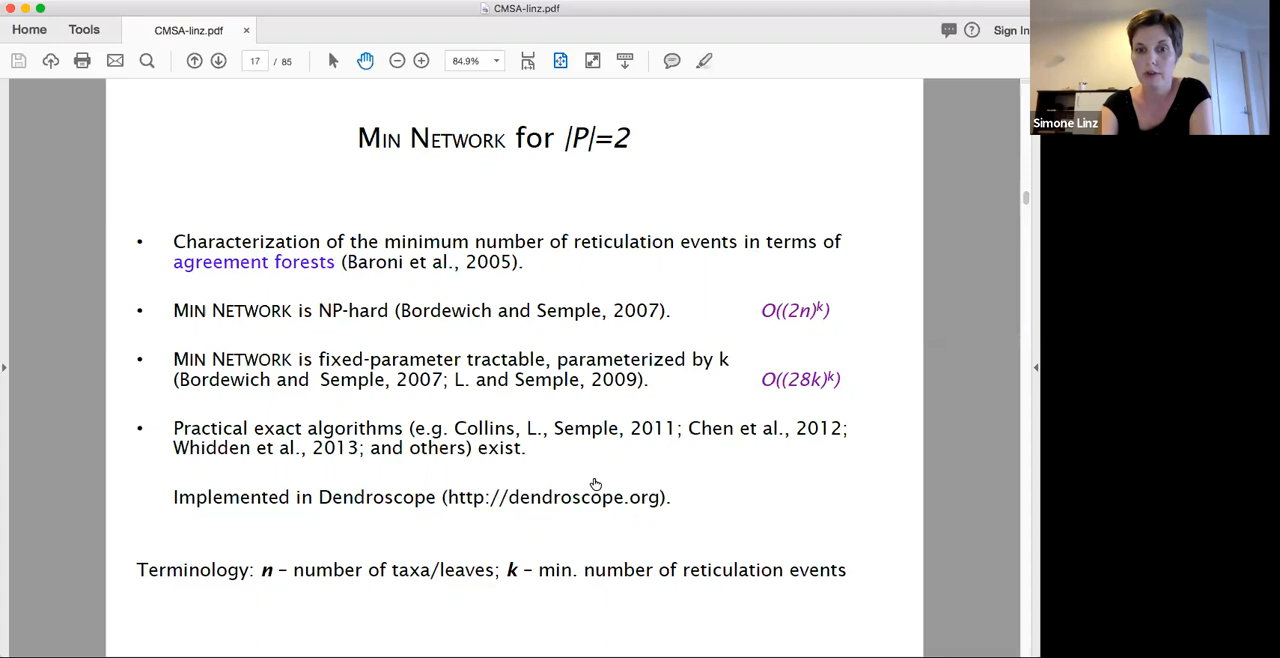 CMSA-linz.pdf
Home Tools CMSA-linz.pdf × Sign In
17 / 85 84.9%
Simone Linz
MIN NETWORK for |P|=2
• Characterization of the minimum number of reticulation events in terms of
agreement forests (Baroni et al., 2005).
• MIN NETWORK is NP-hard (Bordewich and Semple, 2007). O((2n)^k)
• MIN NETWORK is fixed-parameter tractable, parameterized by k
(Bordewich and Semple, 2007; L. and Semple, 2009). O((28k)^k)
• Practical exact algorithms (e.g. Collins, L., Semple, 2011; Chen et al., 2012;
Whidden et al., 2013; and others) exist.
Implemented in Dendroscope (http://dendroscope.org).
Terminology: n – number of taxa/leaves; k – min. number of reticulation events